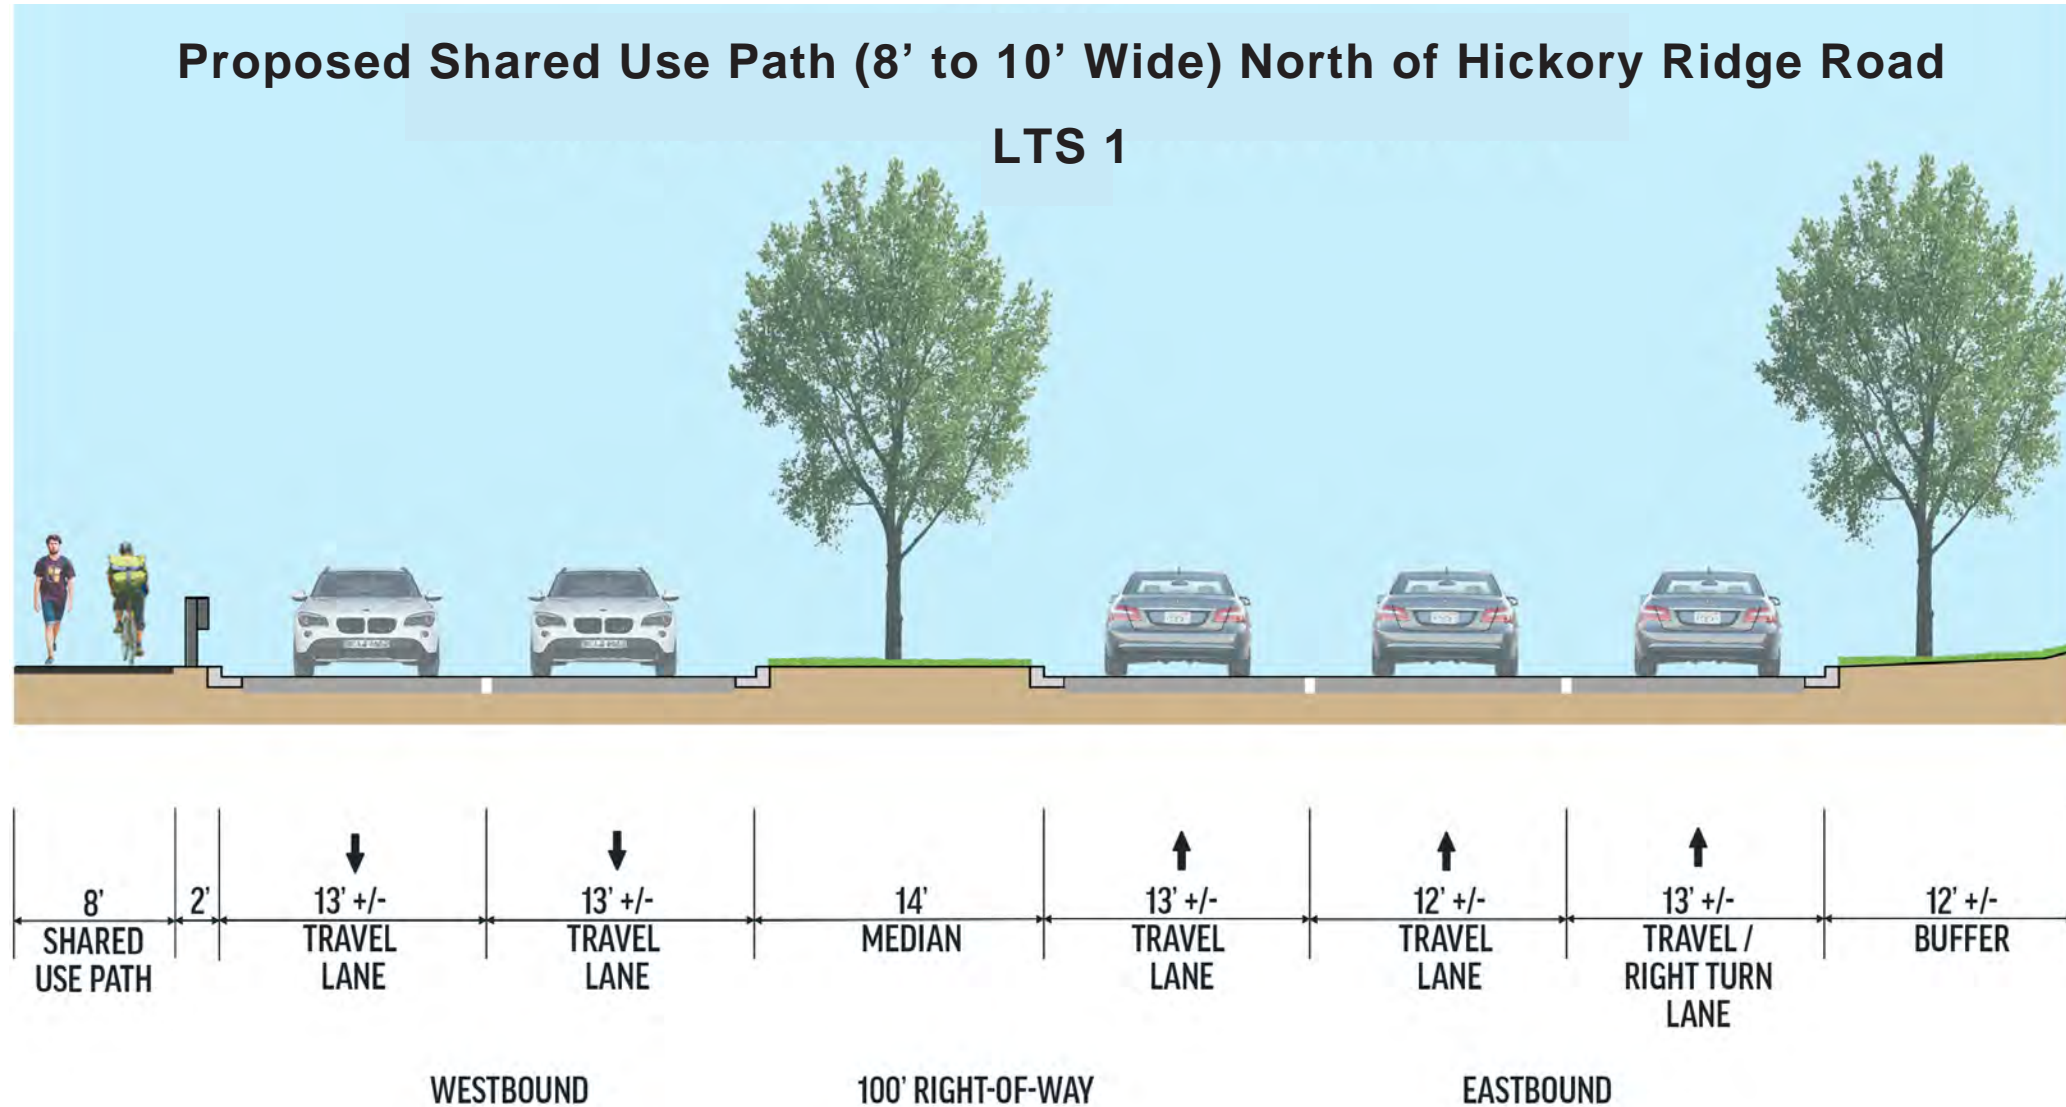 Proposed Shared Use Path (8’ to 10’ Wide) North of Hickory Ridge Road
LTS 1
8’
SHARED
USE PATH
2’
13’ +/-
TRAVEL
LANE
13’ +/-
TRAVEL
LANE
14’
MEDIAN
13’ +/-
TRAVEL
LANE
12’ +/-
TRAVEL
LANE
13’ +/-
TRAVEL /
RIGHT TURN
LANE
12’ +/-
BUFFER
WESTBOUND
100’ RIGHT-OF-WAY
EASTBOUND